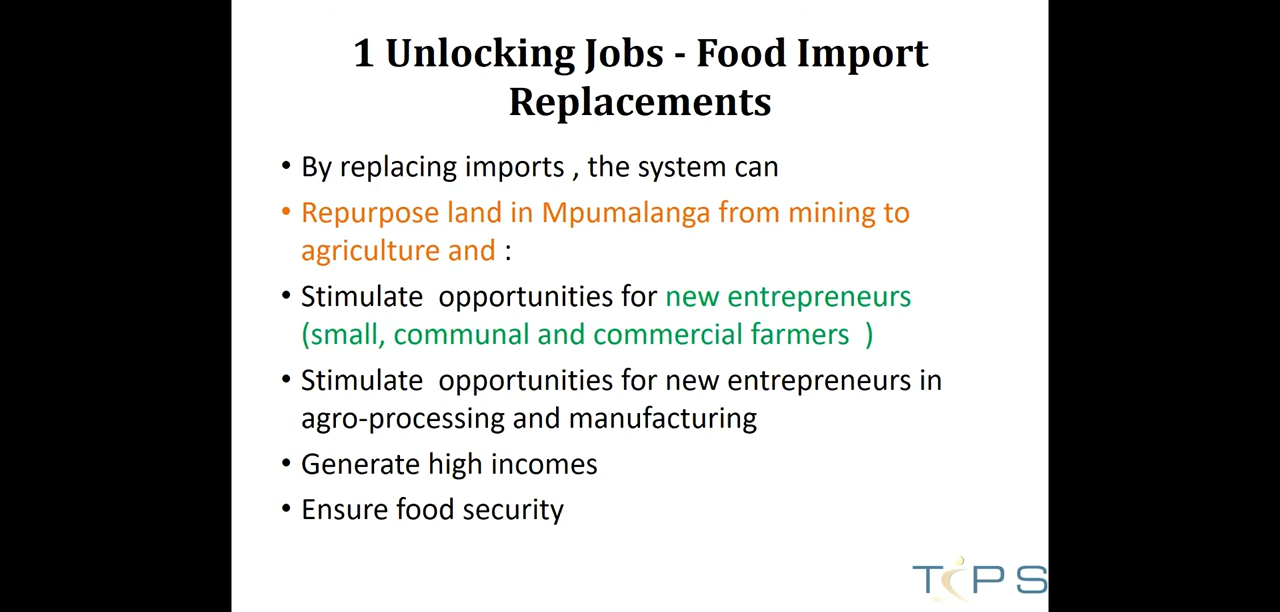 1 Unlocking Jobs - Food Import
Replacements
• By replacing imports , the system can
• Repurpose land in Mpumalanga from mining to
agriculture and :
• Stimulate  opportunities for new entrepreneurs
(small, communal and commercial farmers  )
• Stimulate  opportunities for new entrepreneurs in
agro-processing and manufacturing
• Generate high incomes
• Ensure food security
TIPS